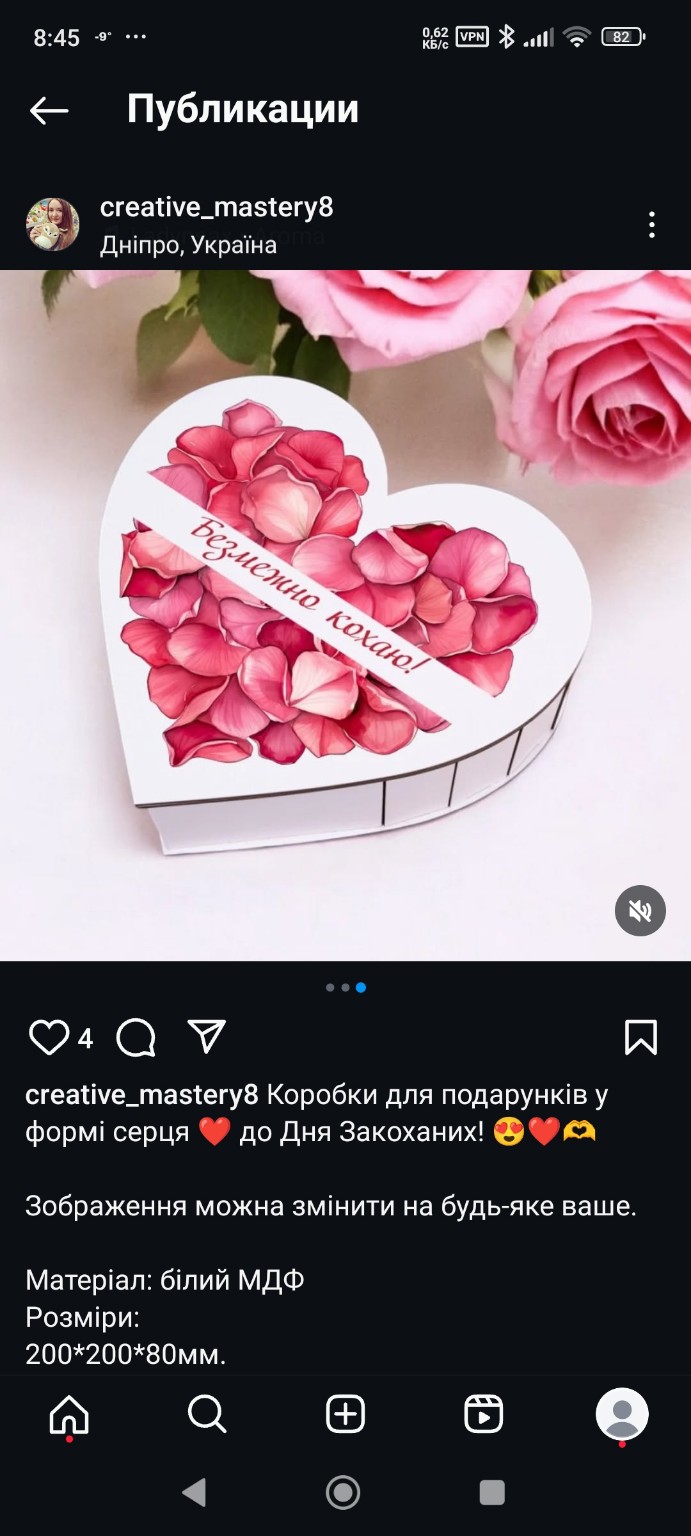 8:45 -9° ... 0,62 КБ/с VPN 82
Публикации
creative_mastery8
Дніпро, Україна
Безмежно кохаю!
4
creative_mastery8 Коробки для подарунків у
формі серця ❤️ до Дня Закоханих! 😍❤️🫶
Зображення можна змінити на будь-яке ваше.
Матеріал: білий МДФ
Розміри:
200*200*80мм.